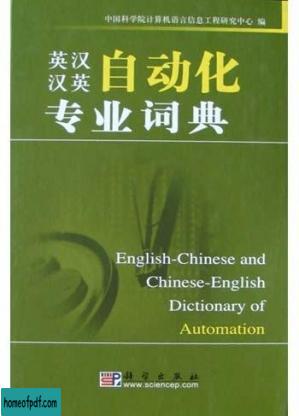 中国科学院计算机语言信息工程研究中心 编
英汉
汉英 自动化
专业词典
English-Chinese and
Chinese-English
Dictionary of
Automation
科学出版社
www.sciencep.com
homeofpdf.com